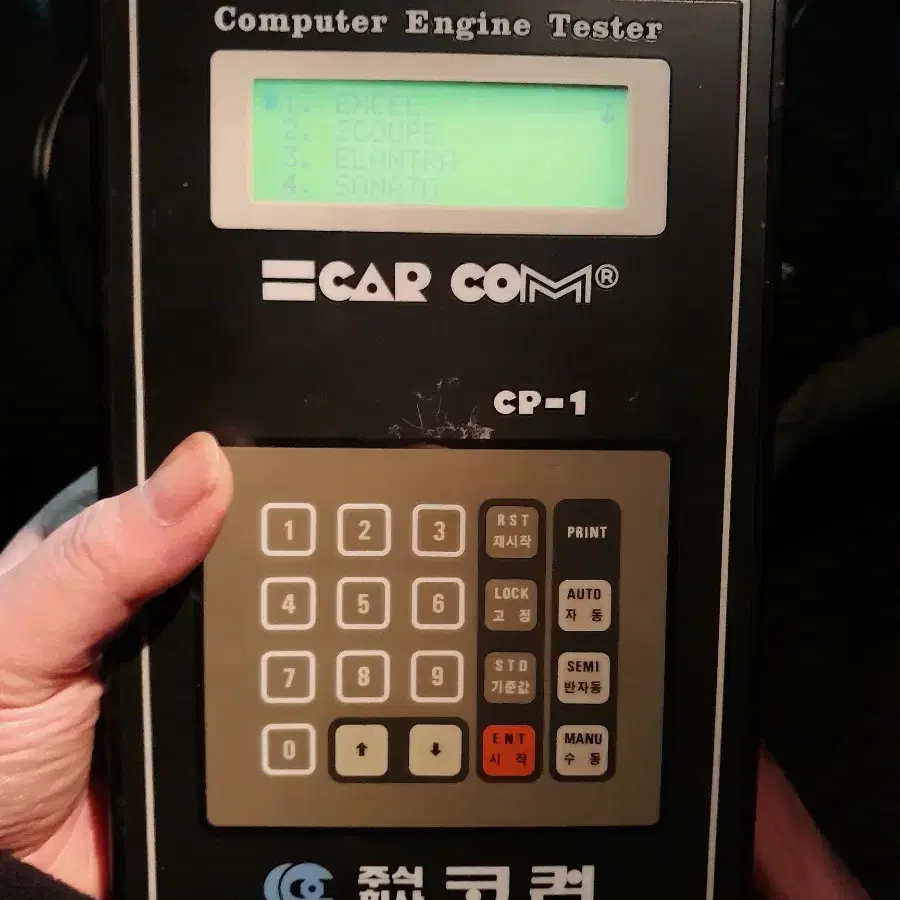 Computer Engine Tester
1. EXCEL
2. SCOUPE
3. ELANTRA
4. SONATA
CAR COM®
CP-1
1 2 3 RST 재시작 PRINT
4 5 6 LOCK 고 정 AUTO 자 동
7 8 9 STD 기준값 SEMI 반자동
0 ↑ ↓ ENT 시 작 MANU 수 동
주식회사 코컴